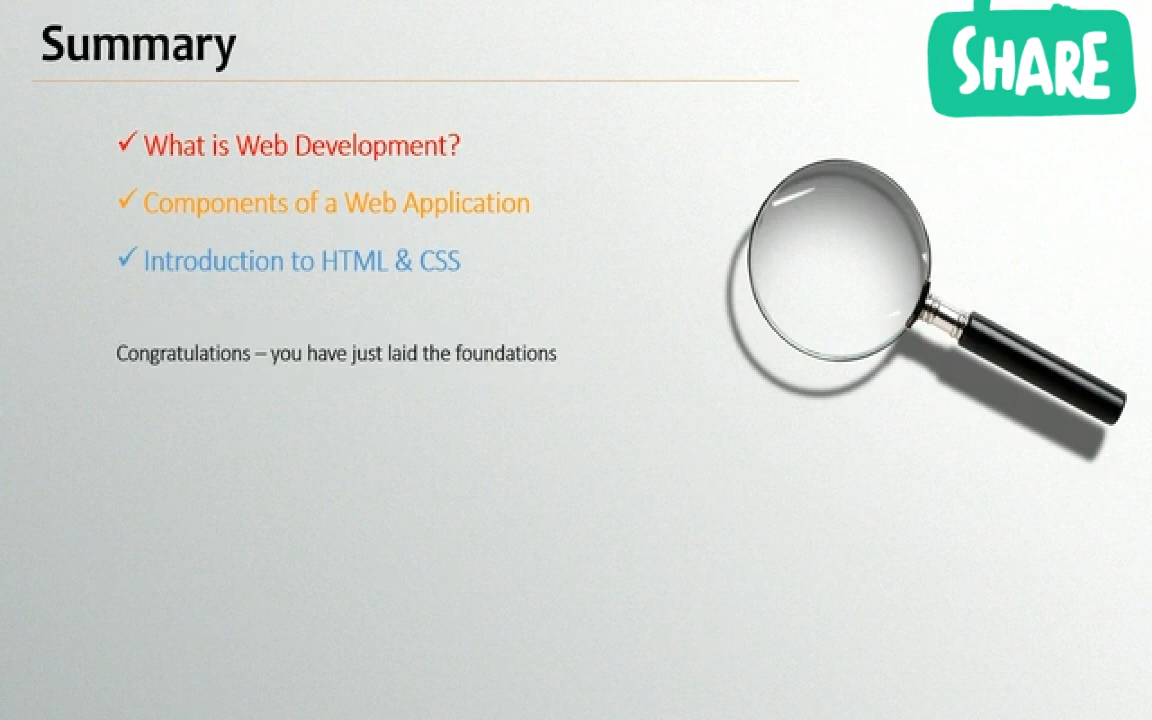 Summary
SHARE
✓ What is Web Development?
✓ Components of a Web Application
✓ Introduction to HTML & CSS
Congratulations – you have just laid the foundations